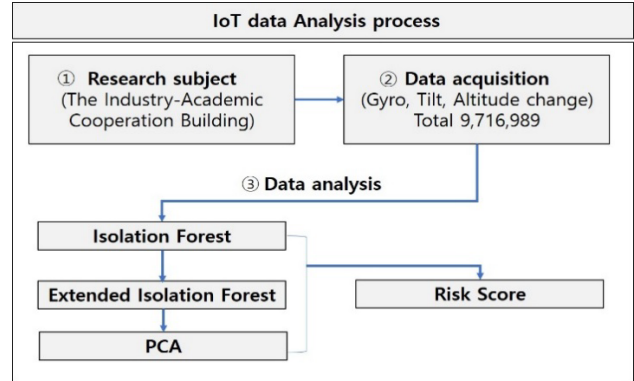 IoT data Analysis process
① Research subject
(The Industry-Academic
Cooperation Building)
② Data acquisition
(Gyro, Tilt, Altitude change)
Total 9,716,989
③ Data analysis
Isolation Forest
Extended Isolation Forest
Risk Score
PCA